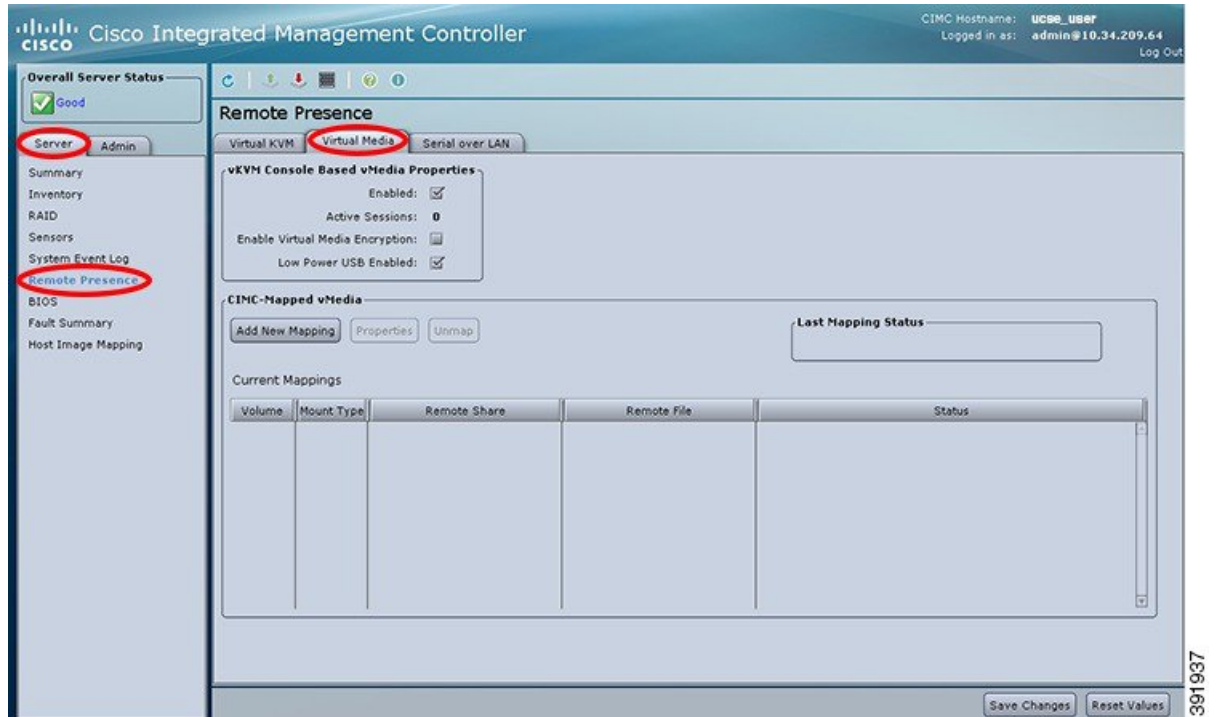 CISCO Cisco Integrated Management Controller
CIMC Hostname: ucse_user
Logged in as: admin@10.34.209.64
Log Out
Overall Server Status
Good
Server Admin
Summary
Inventory
RAID
Sensors
System Event Log
Remote Presence
BIOS
Fault Summary
Host Image Mapping
Remote Presence
Virtual KVM Virtual Media Serial over LAN
vKVM Console Based vMedia Properties
Enabled:
Active Sessions: 0
Enable Virtual Media Encryption:
Low Power USB Enabled:
CIMC-Mapped vMedia
Add New Mapping Properties Unmap
Last Mapping Status
Current Mappings
Volume Mount Type Remote Share Remote File Status
Save Changes Reset Values
391937